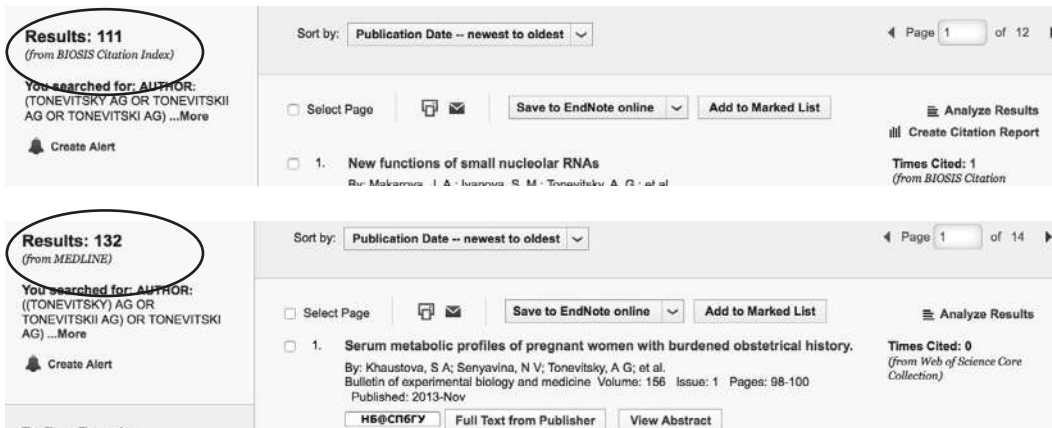 Results: 111
(from BIOSIS Citation Index)
You searched for: AUTHOR:
(TONEVITSKY AG OR TONEVITSKII
AG OR TONEVITSKI AG) ...More
Create Alert
Sort by: Publication Date -- newest to oldest
Page 1 of 12
Select Page Save to EndNote online Add to Marked List
Analyze Results
Create Citation Report
1. New functions of small nucleolar RNAs
By: Makarova, J. A.; Ivanova, S. M.; Tonevitsky, A. G.; et al.
Times Cited: 1
(from BIOSIS Citation
Results: 132
(from MEDLINE)
You searched for: AUTHOR:
((TONEVITSKY) AG OR
TONEVITSKII AG) OR TONEVITSKI
AG) ...More
Create Alert
Sort by: Publication Date -- newest to oldest
Page 1 of 14
Select Page Save to EndNote online Add to Marked List
Analyze Results
1. Serum metabolic profiles of pregnant women with burdened obstetrical history.
By: Khaustova, S A; Senyavina, N V; Tonevitsky, A G; et al.
Bulletin of experimental biology and medicine Volume: 156 Issue: 1 Pages: 98-100
Published: 2013-Nov
НБ@СПбГУ Full Text from Publisher View Abstract
Times Cited: 0
(from Web of Science Core
Collection)